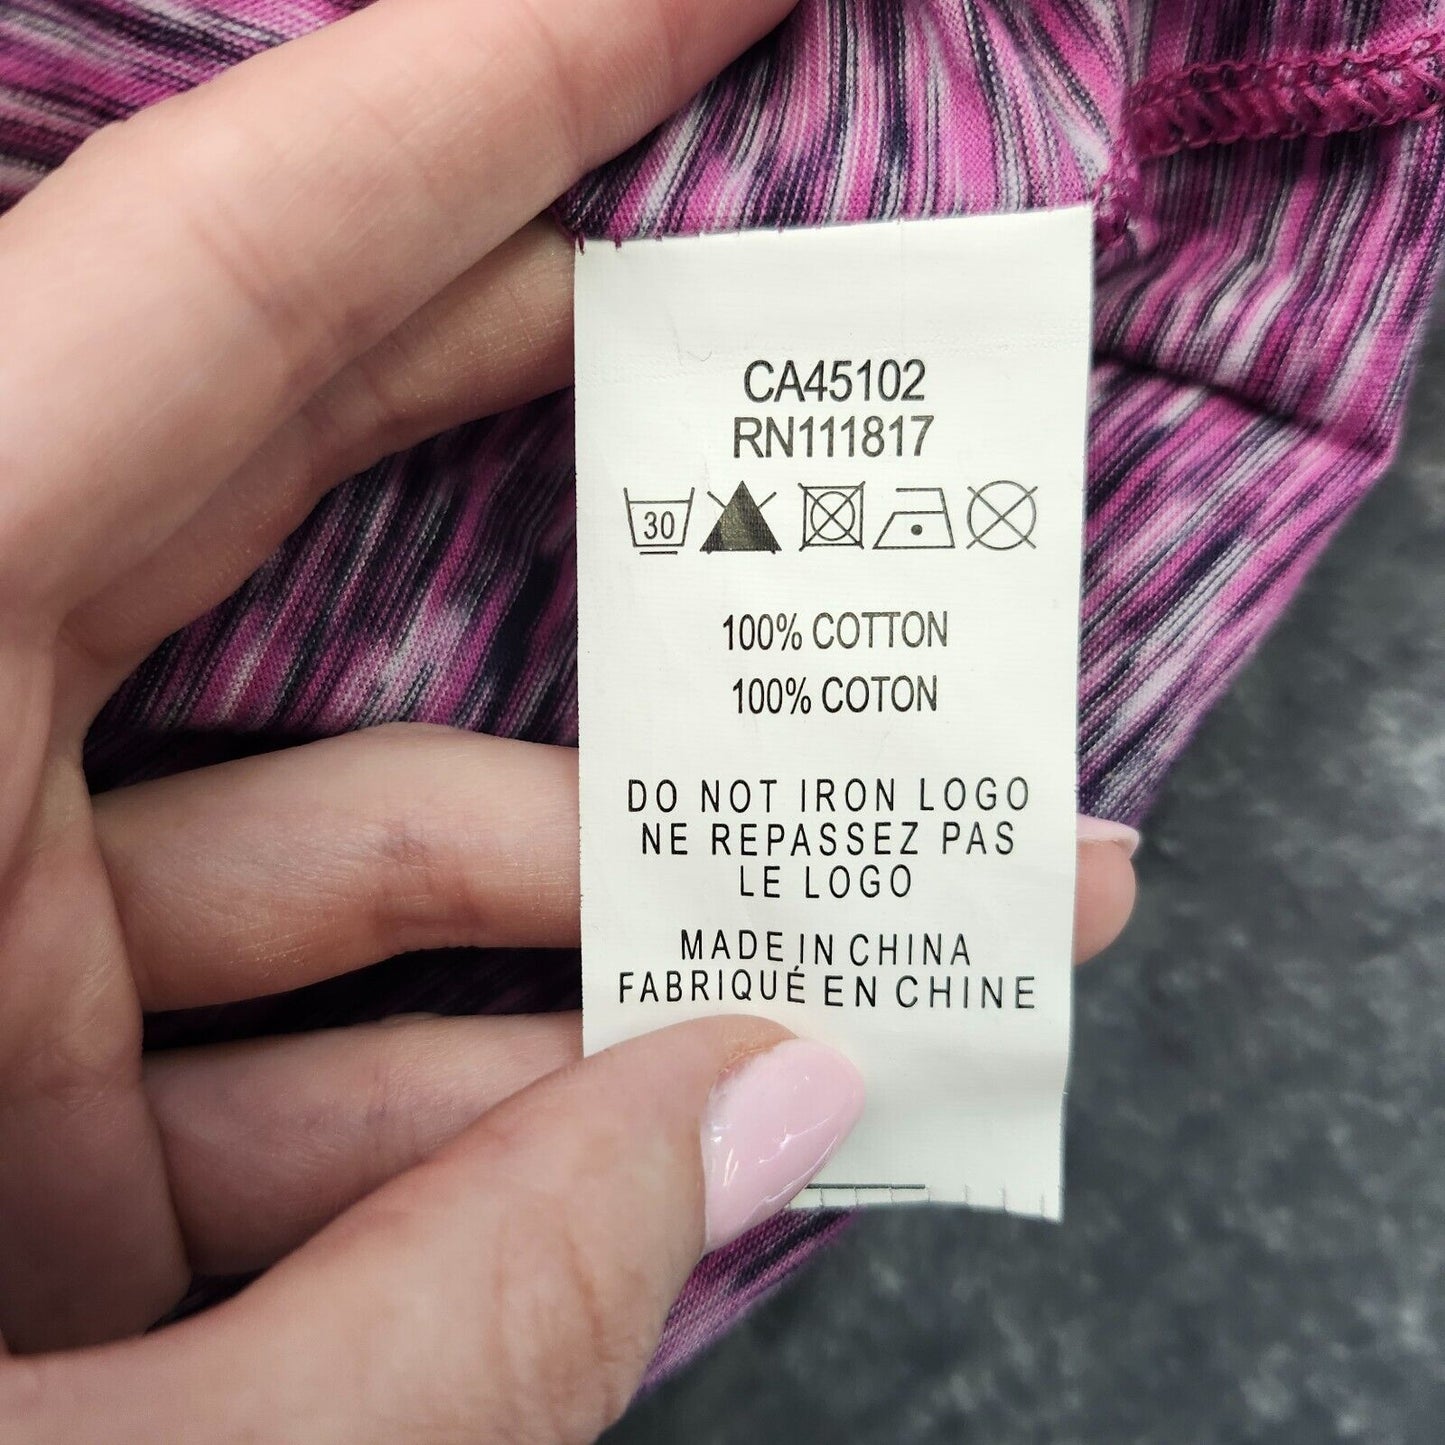 CA45102
RN111817
30
100% COTTON
100% COTON
DO NOT IRON LOGO
NE REPASSEZ PAS
LE LOGO
MADE IN CHINA
FABRIQUÉ EN CHINE